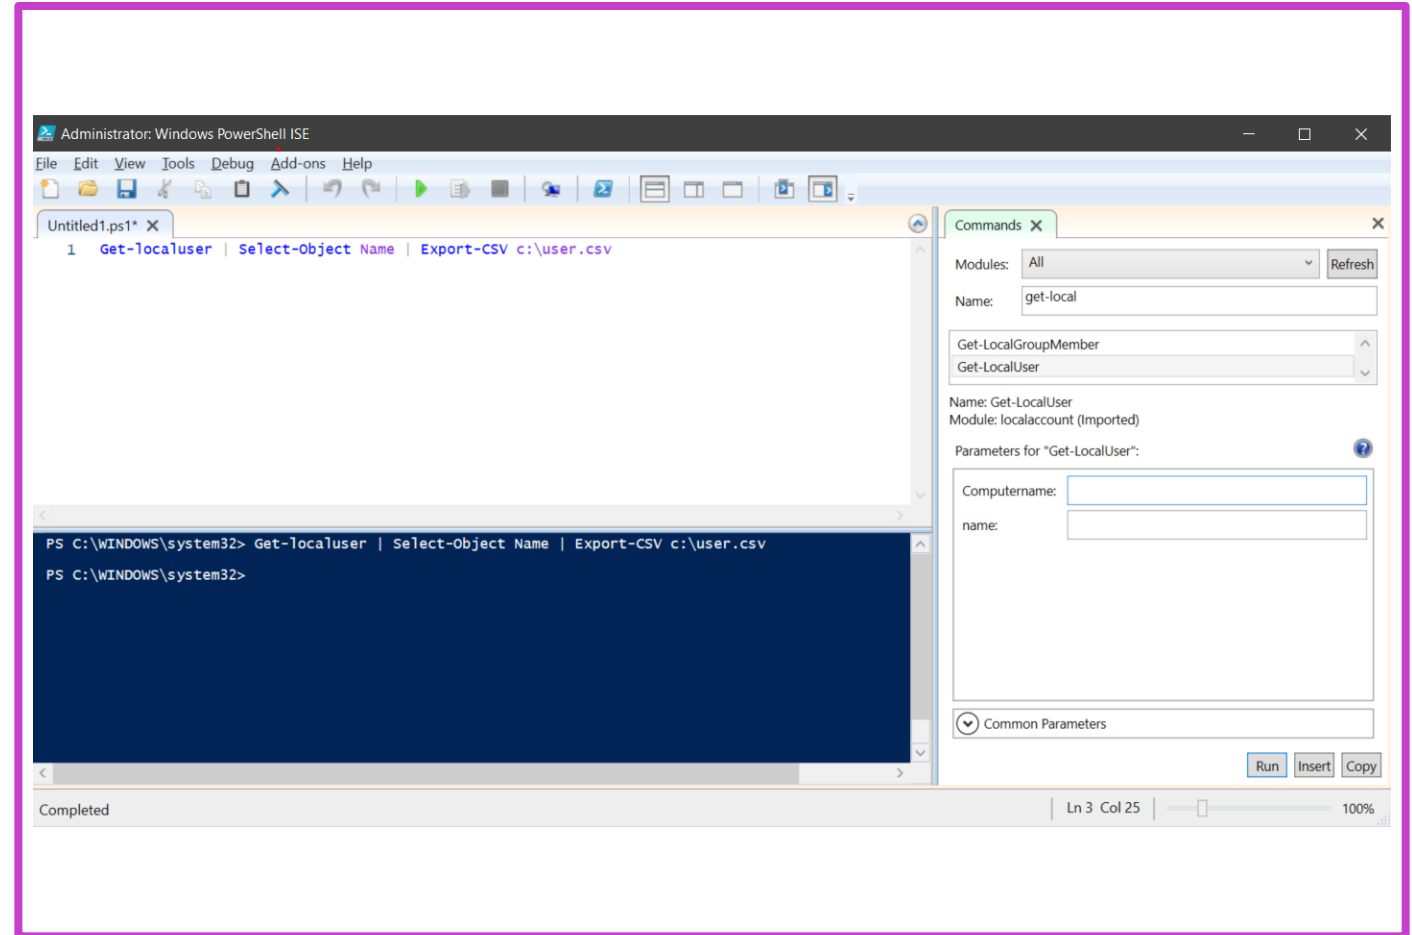 Administrator: Windows PowerShell ISE
File Edit View Tools Debug Add-ons Help
Untitled1.ps1* X
1 Get-localuser | Select-Object Name | Export-CSV c:\user.csv
PS C:\WINDOWS\system32> Get-localuser | Select-Object Name | Export-CSV c:\user.csv
PS C:\WINDOWS\system32>
Commands X
Modules: All Refresh
Name: get-local
Get-LocalGroupMember
Get-LocalUser
Name: Get-LocalUser
Module: localaccount (Imported)
Parameters for "Get-LocalUser":
Computername:
name:
Common Parameters
Run Insert Copy
Completed Ln 3 Col 25 100%